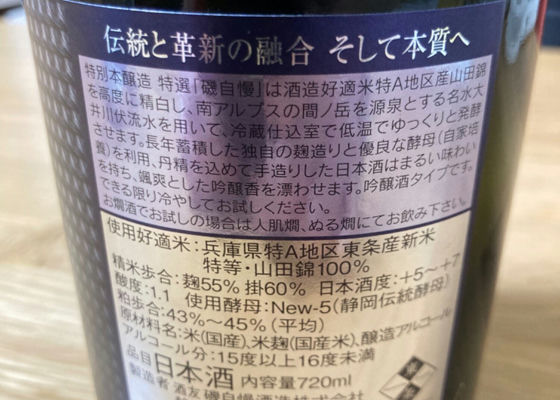 伝統と革新の融合 そして本質へ
特別本醸造 特選「磯自慢」は酒造好適米特A地区産山田錦
を高度に精白し、南アルプスの間ノ岳を源泉とする名水大
井川伏流水を用いて、冷蔵仕込室で低温でゆっくりと発酵
させます。長年蓄積した独自の麹造りと優良な酵母(自家培
養)を利用、丹精を込めて手造りした日本酒はまるい味わい
を持ち、颯爽とした吟醸香を漂わせます。吟醸酒タイプです。
できる限り冷やしてお試しください。
お燗酒でお試しの場合は人肌燗、ぬる燗にてお飲み下さい。
使用好適米:兵庫県特A地区東条産新米
特等・山田錦100%
精米歩合:麹55% 掛60% 日本酒度:+5~+7
酸度:1.1 使用酵母:New-5(静岡伝統酵母)
粕歩合:43%~45%(平均)
原材料名:米(国産)、米麹(国産)、醸造アルコール
アルコール分:15度以上16度未満
品目 日本酒 内容量720ml
製造者 酒友 磯自慢酒造株式会社